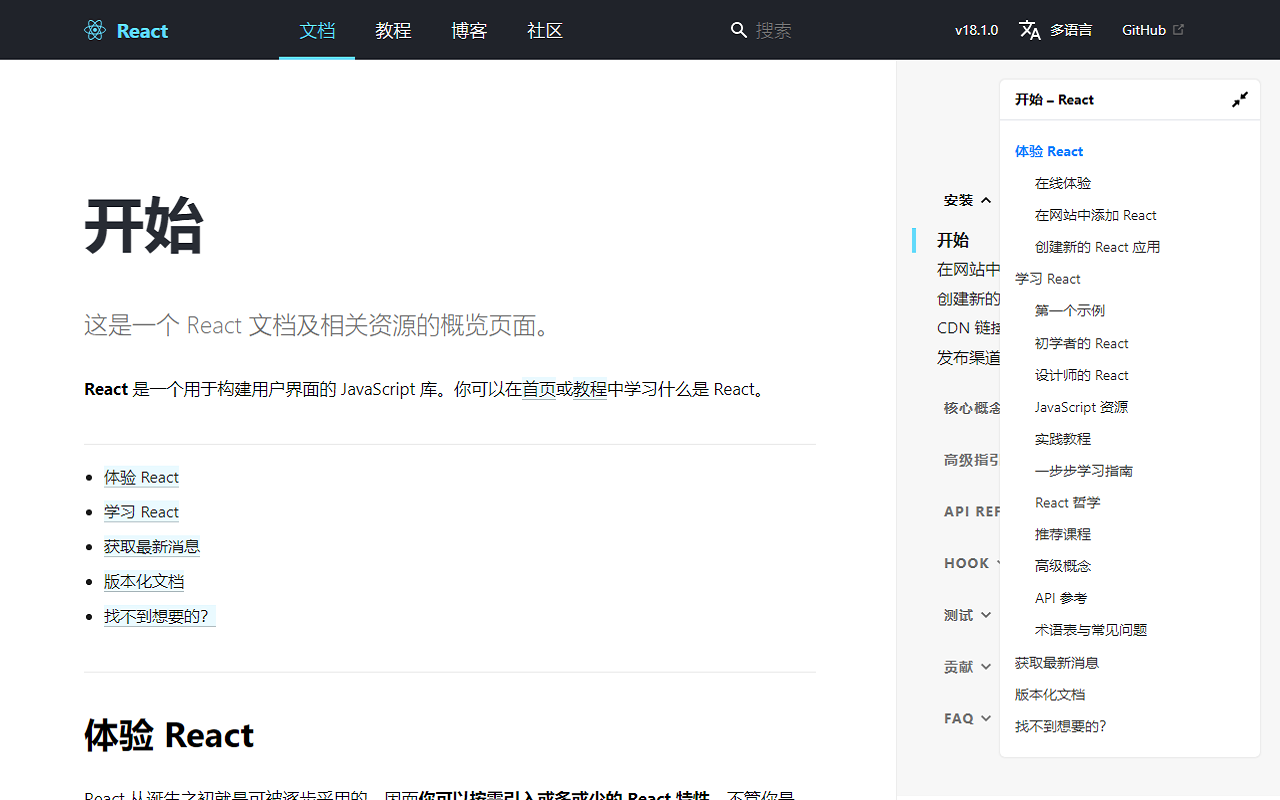 React
文档
教程
博客
社区
搜索
v18.1.0
多语言
GitHub
开始
这是一个 React 文档及相关资源的概览页面。
React 是一个用于构建用户界面的 JavaScript 库。你可以在首页或教程中学习什么是 React。
体验 React
学习 React
获取最新消息
版本化文档
找不到想要的？
体验 React
React 从诞生之初就是可被逐步采用的，因而你可以按需引入或多或少的 React 特性。不管你是
安装
开始
在网站中
创建新的
CDN 链接
发布渠道
核心概念
高级指引
API REF
HOOK
测试
贡献
FAQ
开始 – React
体验 React
在线体验
在网站中添加 React
创建新的 React 应用
学习 React
第一个示例
初学者的 React
设计师的 React
JavaScript 资源
实践教程
一步步学习指南
React 哲学
推荐课程
高级概念
API 参考
术语表与常见问题
获取最新消息
版本化文档
找不到想要的？